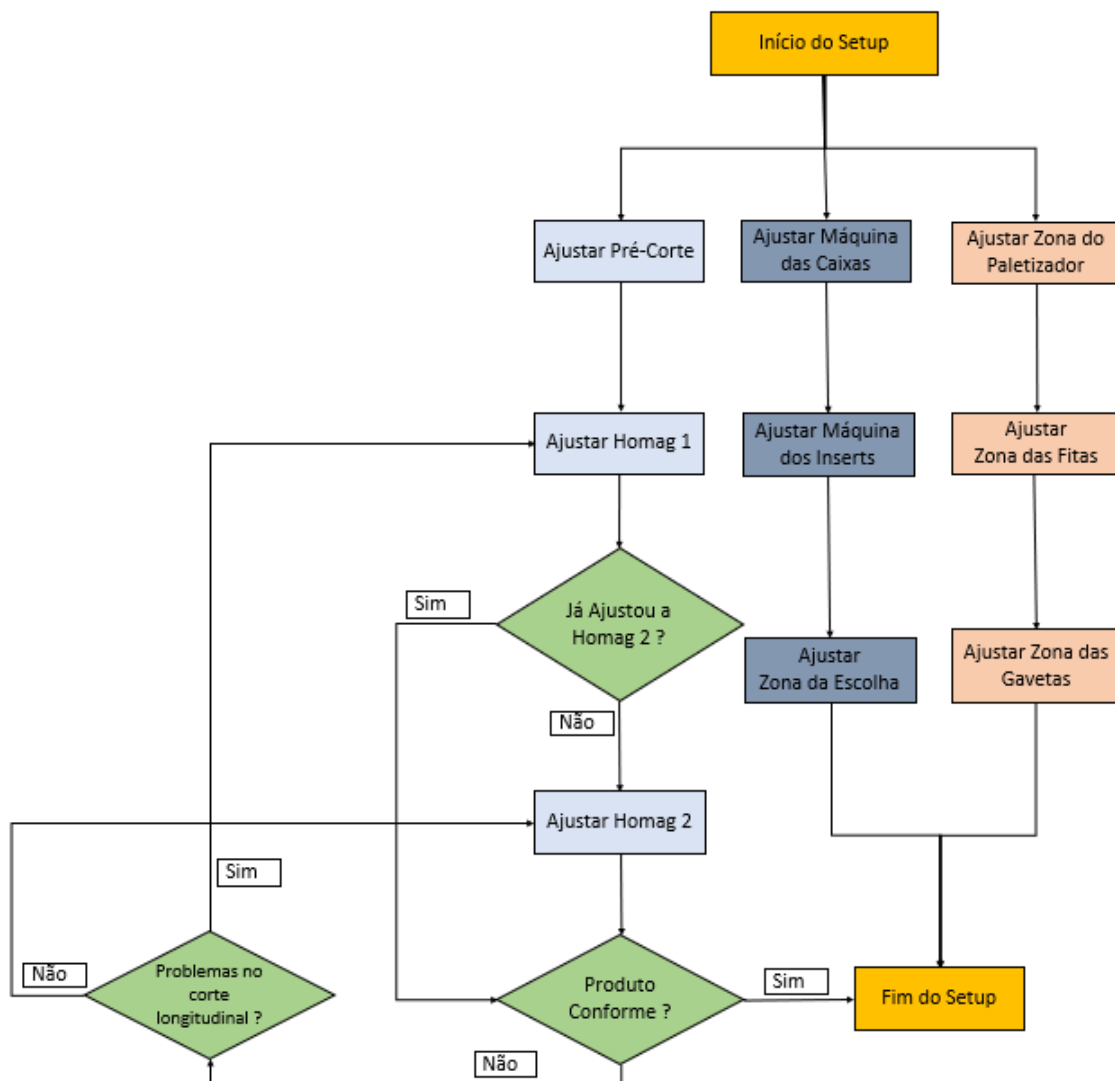 Início do Setup
Ajustar Pré-Corte
Ajustar Máquina
das Caixas
Ajustar Zona do
Paletizador
Ajustar Homag 1
Ajustar Máquina
dos Inserts
Ajustar
Zona das Fitas
Sim
Já Ajustou a
Homag 2 ?
Ajustar
Zona da Escolha
Ajustar Zona das
Gavetas
Não
Ajustar Homag 2
Sim
Não
Problemas no
corte
longitudinal ?
Produto
Conforme ?
Sim
Fim do Setup
Não